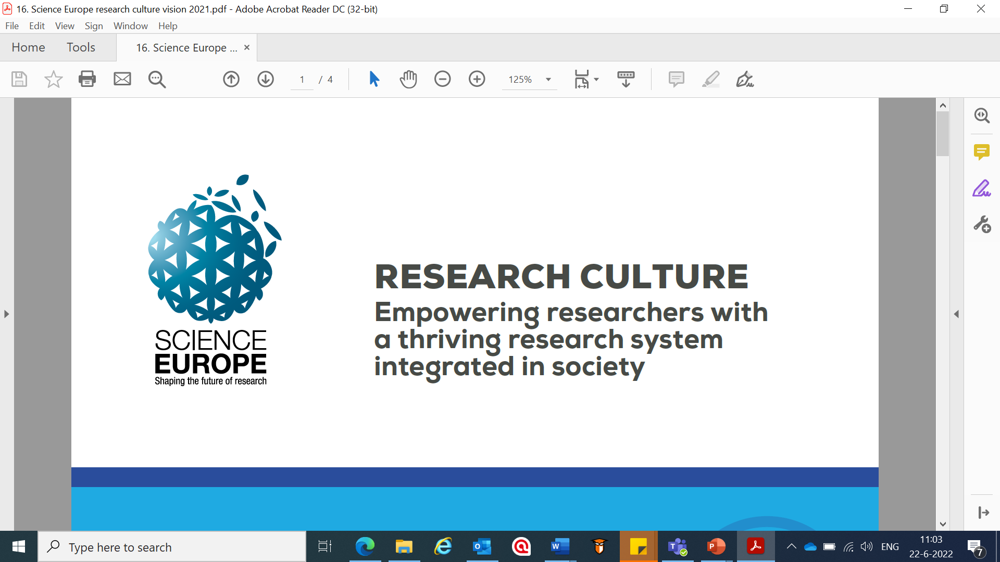 16. Science Europe research culture vision 2021.pdf - Adobe Acrobat Reader DC (32-bit)
File Edit View Sign Window Help
Home Tools 16. Science Europe ...
1 / 4 125%
SCIENCE
EUROPE
Shaping the future of research
RESEARCH CULTURE
Empowering researchers with
a thriving research system
integrated in society
Type here to search
ENG
11:03
22-6-2022
7